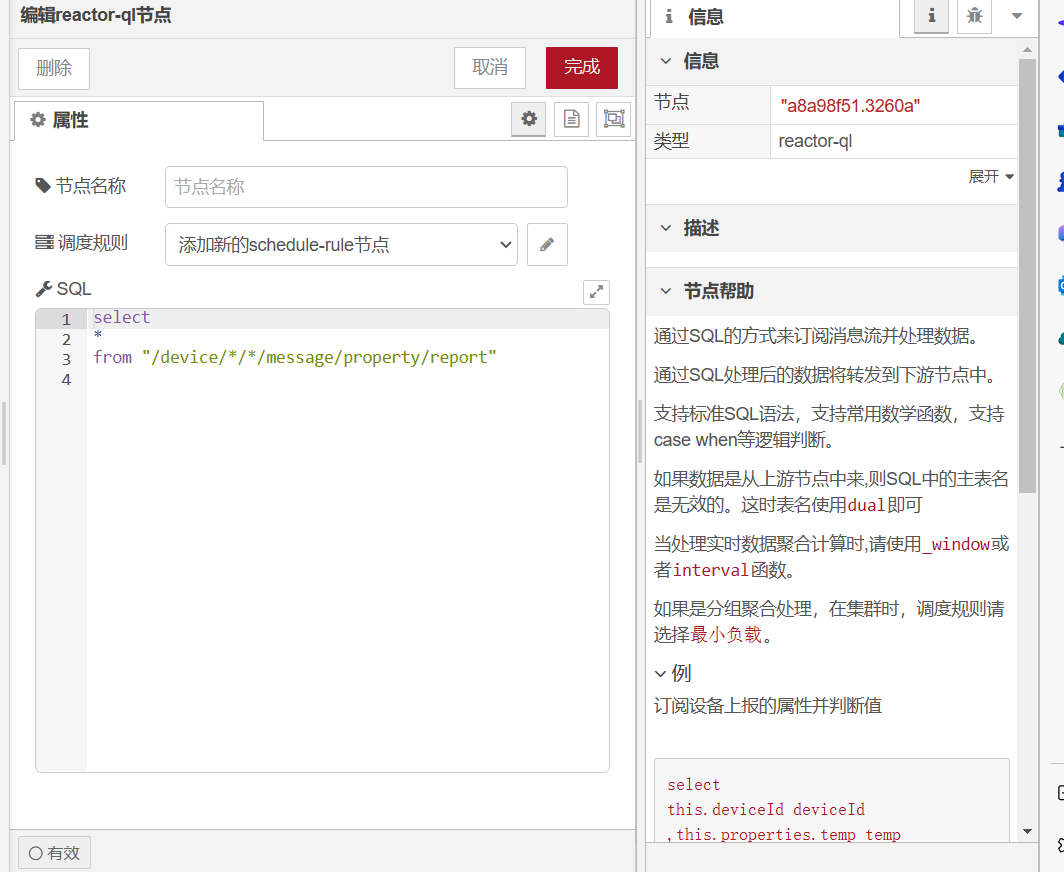 编辑reactor-ql节点
删除
取消
完成
属性
节点名称
节点名称
调度规则
添加新的schedule-rule节点
SQL
1 select
2 *
3 from "/device/*/*/message/property/report"
4
有效
信息
信息
节点 "a8a98f51.3260a"
类型 reactor-ql
展开
描述
节点帮助
通过SQL的方式来订阅消息流并处理数据。
通过SQL处理后的数据将转发到下游节点中。
支持标准SQL语法，支持常用数学函数，支持
case when等逻辑判断。
如果数据是从上游节点中来,则SQL中的主表名
是无效的。这时表名使用dual即可
当处理实时数据聚合计算时,请使用_window或
者interval函数。
如果是分组聚合处理，在集群时，调度规则请
选择最小负载。
例
订阅设备上报的属性并判断值
select
this.deviceId deviceId
,this.properties.temp temp